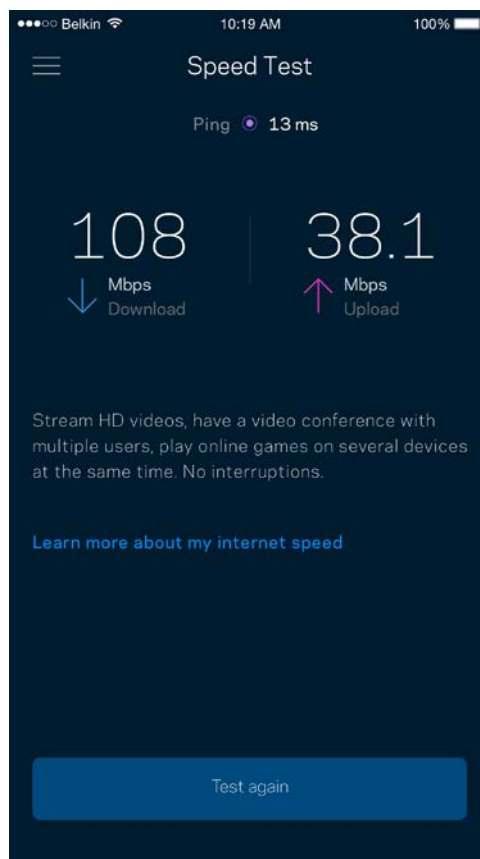 Belkin 10:19 AM 100%
Speed Test
Ping 13 ms
108 38.1
Mbps Mbps
Download Upload
Stream HD videos, have a video conference with
multiple users, play online games on several devices
at the same time. No interruptions.
Learn more about my internet speed
Test again